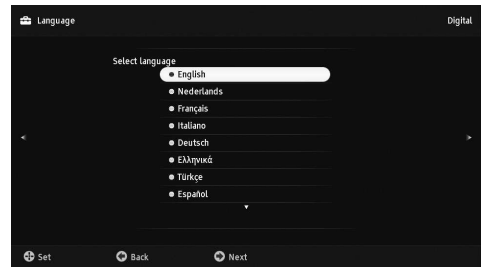 Language
Digital
Select language
English
Nederlands
Français
Italiano
Deutsch
Ελληνικά
Türkçe
Español
Set
Back
Next